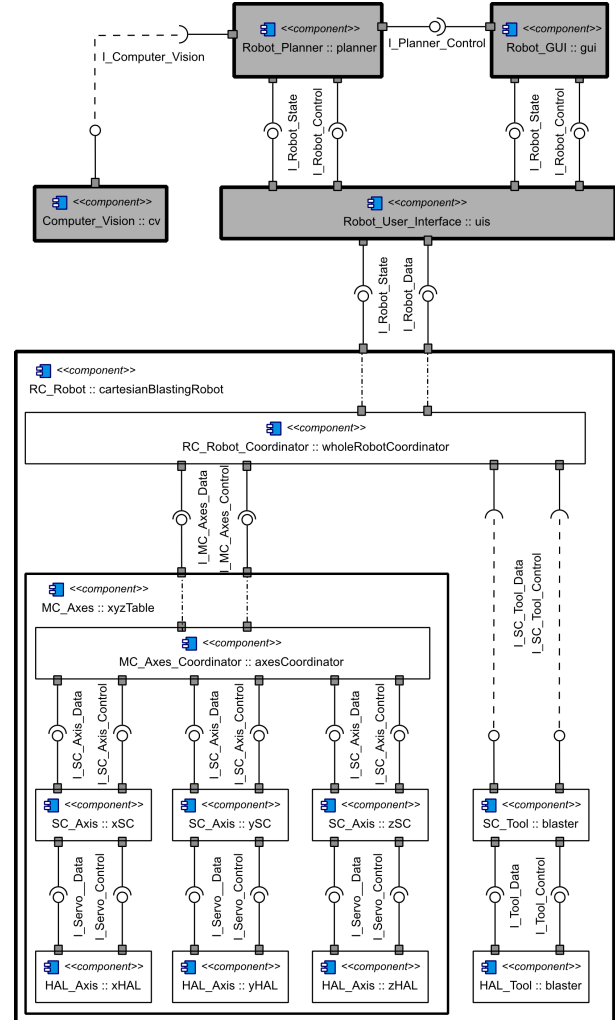 <<component>>
Robot_Planner :: planner
I_Planner_Control
<<component>>
Robot_GUI :: gui
I_Computer_Vision
I_Robot_State
I_Robot_Control
I_Robot_State
I_Robot_Control
<<component>>
Computer_Vision :: cv
<<component>>
Robot_User_Interface :: uis
I_Robot_State
I_Robot_Data
<<component>>
RC_Robot :: cartesianBlastingRobot
<<component>>
RC_Robot_Coordinator :: wholeRobotCoordinator
I_MC_Axes_Data
I_MC_Axes_Control
I_SC_Tool_Data
I_SC_Tool_Control
<<component>>
MC_Axes :: xyzTable
<<component>>
MC_Axes_Coordinator :: axesCoordinator
I_SC_Axis_Data
I_SC_Axis_Control
I_SC_Axis_Data
I_SC_Axis_Control
I_SC_Axis_Data
I_SC_Axis_Control
<<component>>
SC_Axis :: xSC
<<component>>
SC_Axis :: ySC
<<component>>
SC_Axis :: zSC
<<component>>
SC_Tool :: blaster
I_Servo__Data
I_Servo_Control
I_Servo__Data
I_Servo_Control
I_Servo__Data
I_Servo_Control
I_Tool_Data
I_Tool_Control
<<component>>
HAL_Axis :: xHAL
<<component>>
HAL_Axis :: yHAL
<<component>>
HAL_Axis :: zHAL
<<component>>
HAL_Tool :: blaster